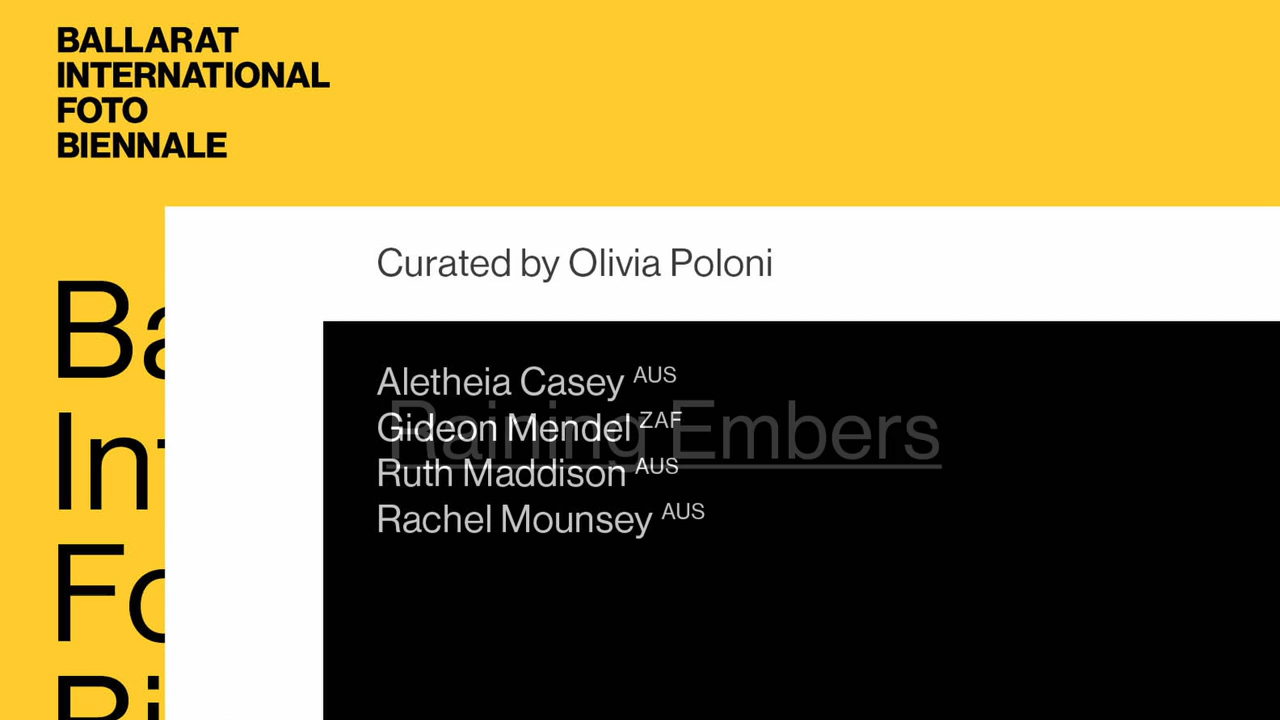 BALLARAT
INTERNATIONAL
FOTO
BIENNALE
Curated by Olivia Poloni
Aletheia Casey AUS
Raining Embers
Gideon Mendel ZAF
Ruth Maddison AUS
Rachel Mounsey AUS